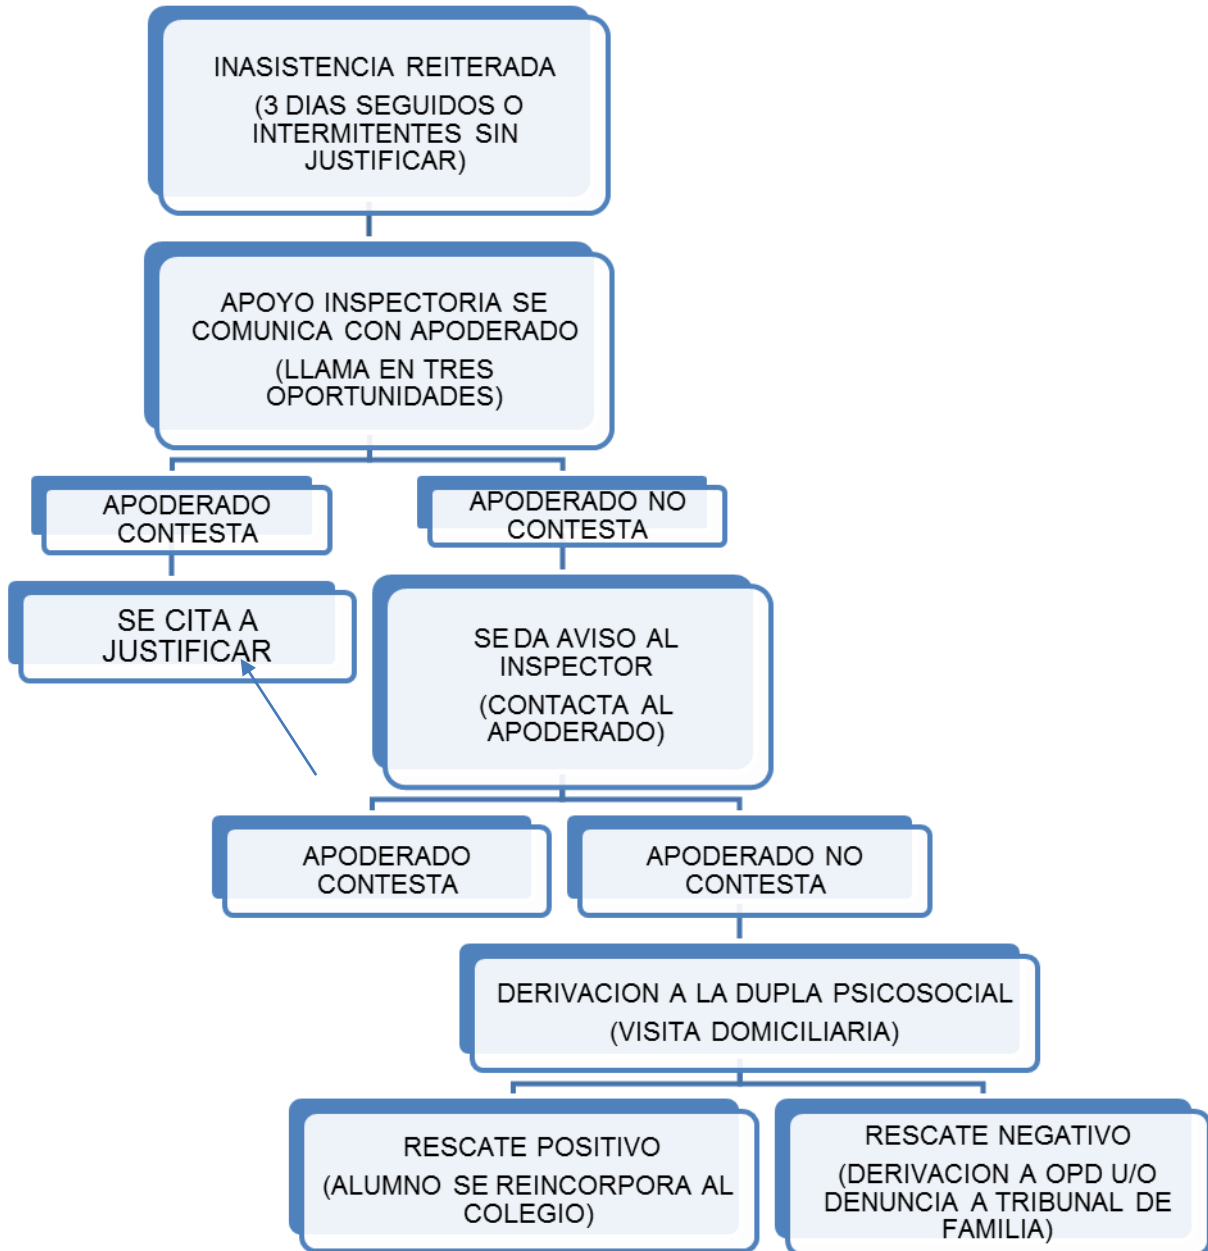 INASISTENCIA REITERADA
(3 DIAS SEGUIDOS O
INTERMITENTES SIN
JUSTIFICAR)
APOYO INSPECTORIA SE
COMUNICA CON APODERADO
(LLAMA EN TRES
OPORTUNIDADES)
APODERADO
CONTESTA
APODERADO NO
CONTESTA
SE CITA A
JUSTIFICAR
SE DA AVISO AL
INSPECTOR
(CONTACTA AL
APODERADO)
APODERADO
CONTESTA
APODERADO NO
CONTESTA
DERIVACION A LA DUPLA PSICOSOCIAL
(VISITA DOMICILIARIA)
RESCATE POSITIVO
(ALUMNO SE REINCORPORA AL
COLEGIO)
RESCATE NEGATIVO
(DERIVACION A OPD U/O
DENUNCIA A TRIBUNAL DE
FAMILIA)